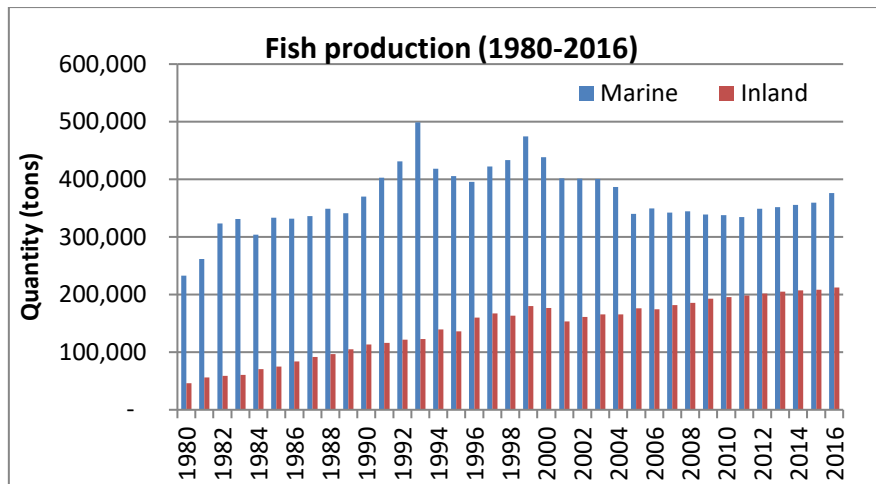 Fish production (1980-2016)
Marine Inland
Quantity (tons)
600,000
500,000
400,000
300,000
200,000
100,000
-
1980 1982 1984 1986 1988 1990 1992 1994 1996 1998 2000 2002 2004 2006 2008 2010 2012 2014 2016